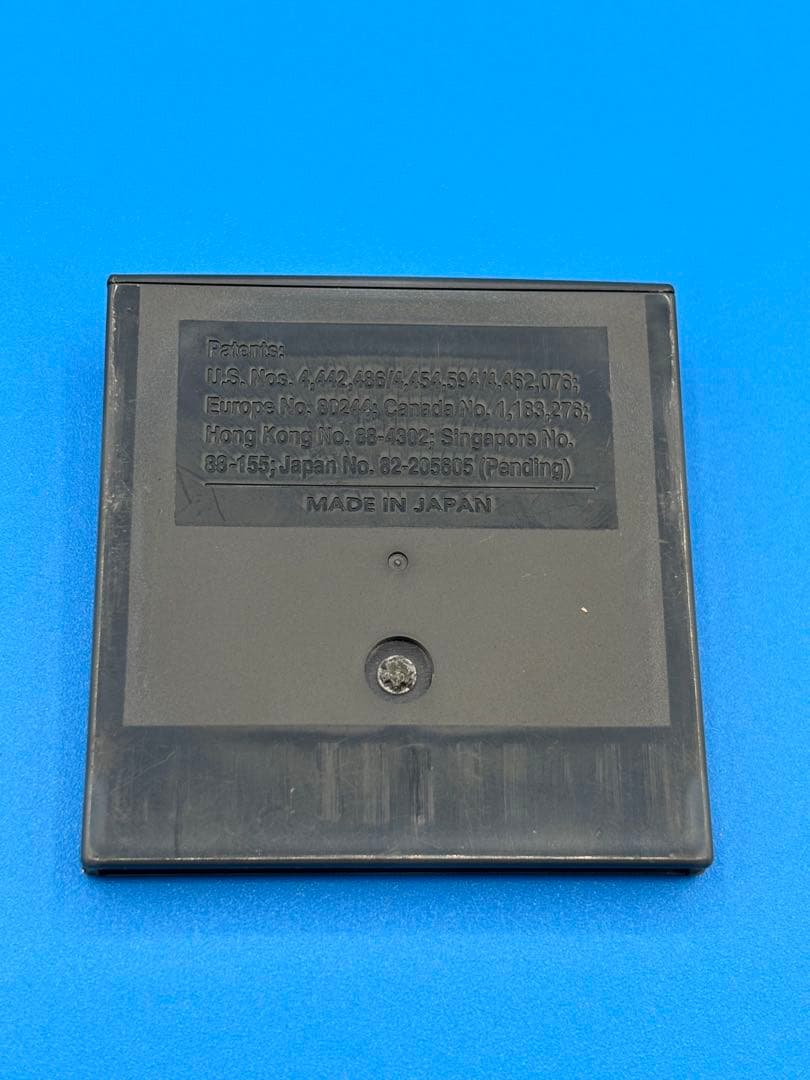 Patents:
U.S. Nos. 4,442,486/4,454,594/4,462,076;
Europe No. 80244; Canada No. 1,183,276;
Hong Kong No. 88-4302; Singapore No.
88-155; Japan No. 82-205605 (Pending)
MADE IN JAPAN